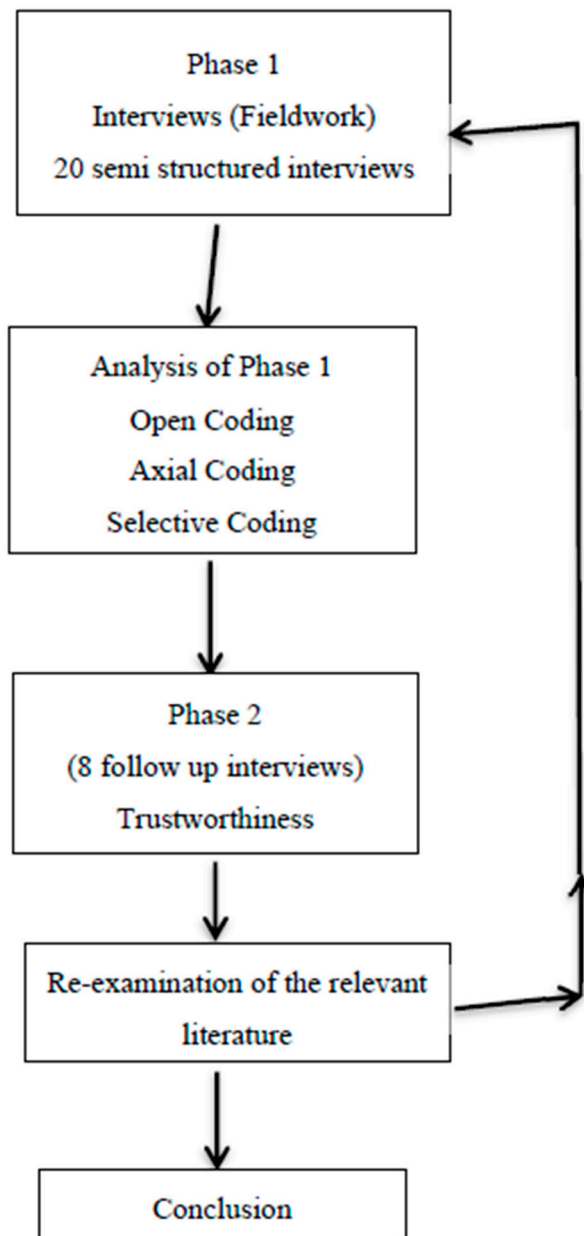 Phase 1
Interviews (Fieldwork)
20 semi structured interviews
Analysis of Phase 1
Open Coding
Axial Coding
Selective Coding
Phase 2
(8 follow up interviews)
Trustworthiness
Re-examination of the relevant
literature
Conclusion